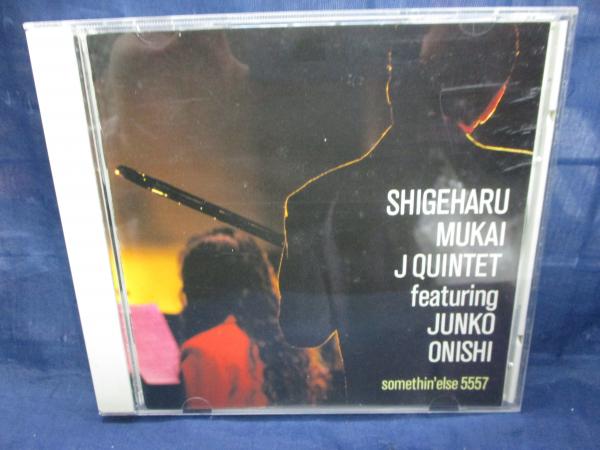 SHIGEHARU
MUKAI
J QUINTET
featuring
JUNKO
ONISHI
somethin'else 5557